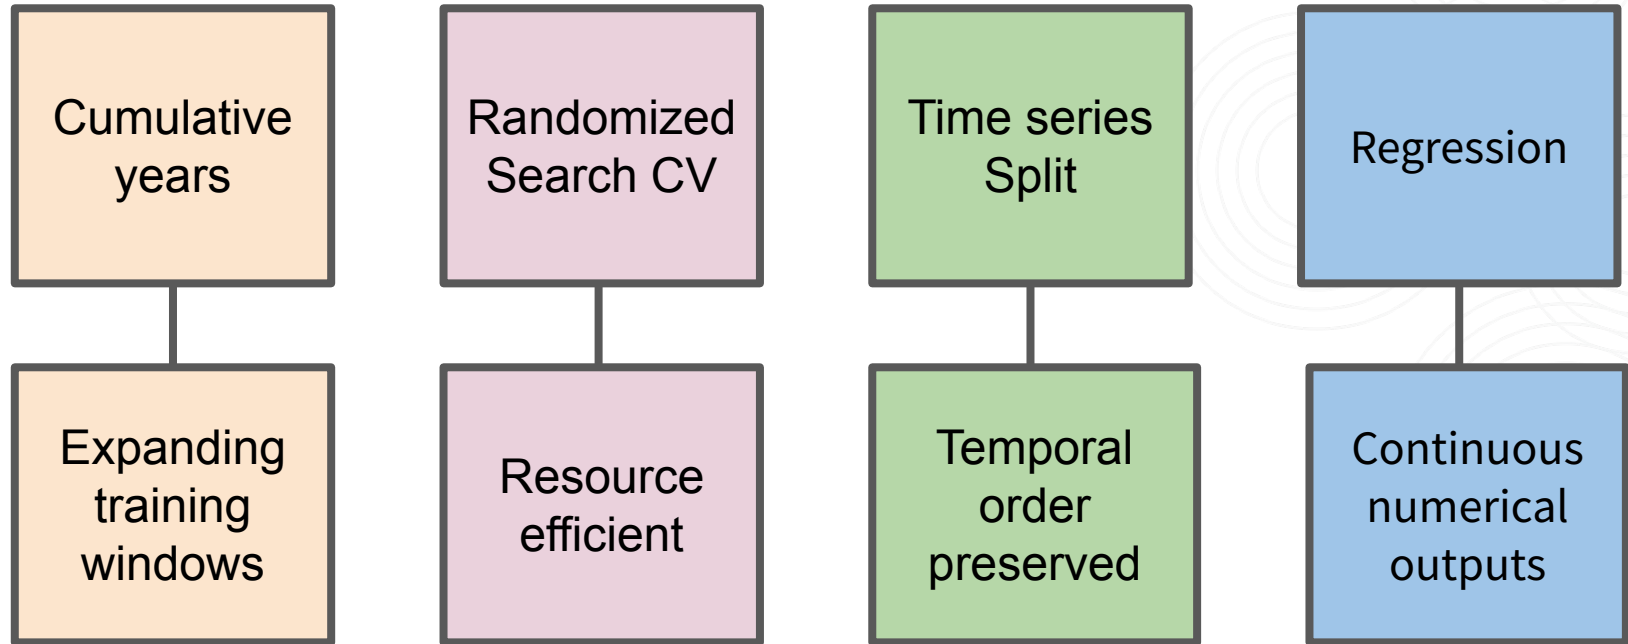 Cumulative
years
Randomized
Search CV
Time series
Split
Regression
Expanding
training
windows
Resource
efficient
Temporal
order
preserved
Continuous
numerical
outputs